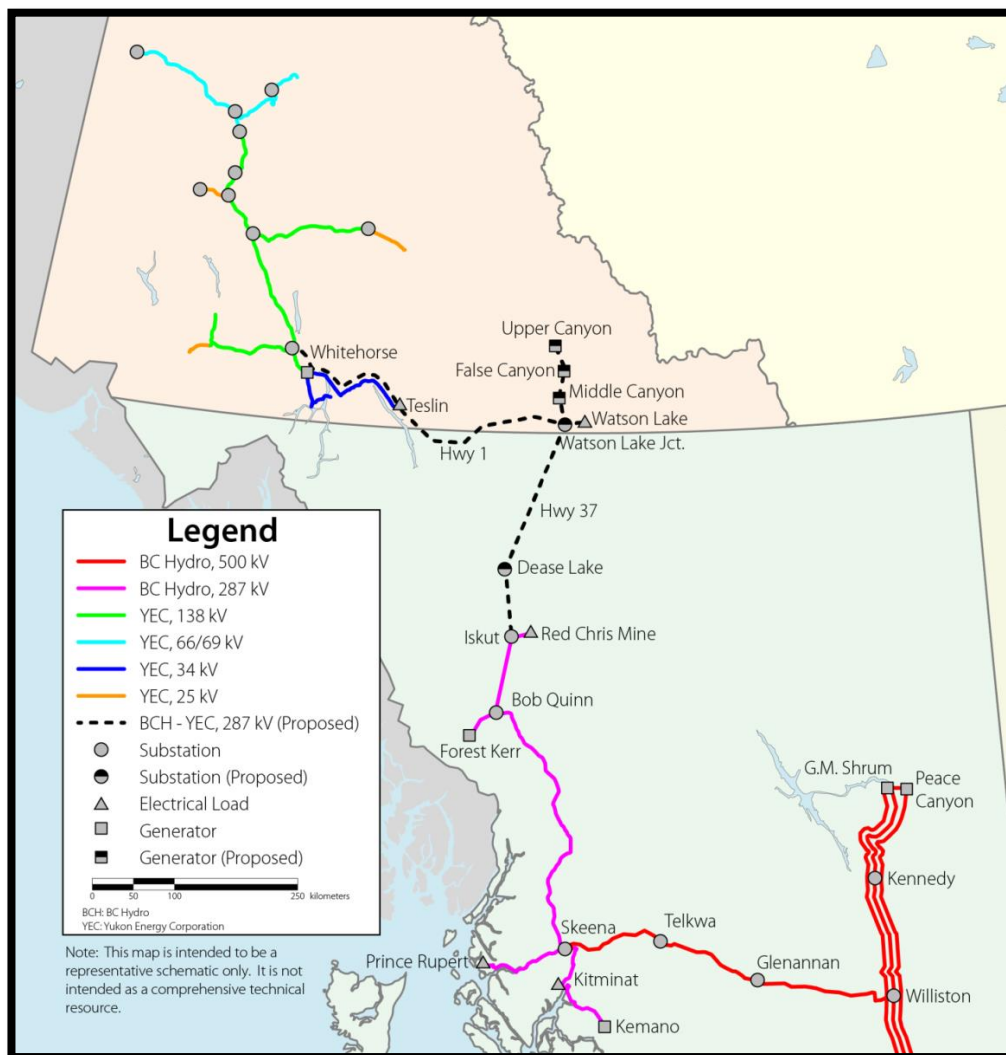 Upper Canyon
Whitehorse
False Canyon
Middle Canyon
Teslin
Watson Lake
Hwy 1
Watson Lake Jct.
Hwy 37
Legend
BC Hydro, 500 kV
Dease Lake
BC Hydro, 287 kV
YEC, 138 kV
Iskut
Red Chris Mine
YEC, 66/69 kV
YEC, 34 kV
YEC, 25 kV
Bob Quinn
BCH - YEC, 287 kV (Proposed)
Substation
Forest Kerr
Substation (Proposed)
G.M. Shrum
Peace
Canyon
Electrical Load
Generator
Generator (Proposed)
Kennedy
0 50 100 250 kilometers
BCH: BC Hydro
YEC: Yukon Energy Corporation
Skeena
Telkwa
Note: This map is intended to be a
representative schematic only. It is not
intended as a comprehensive technical
resource.
Prince Rupert
Kitminat
Glenannan
Williston
Kemano